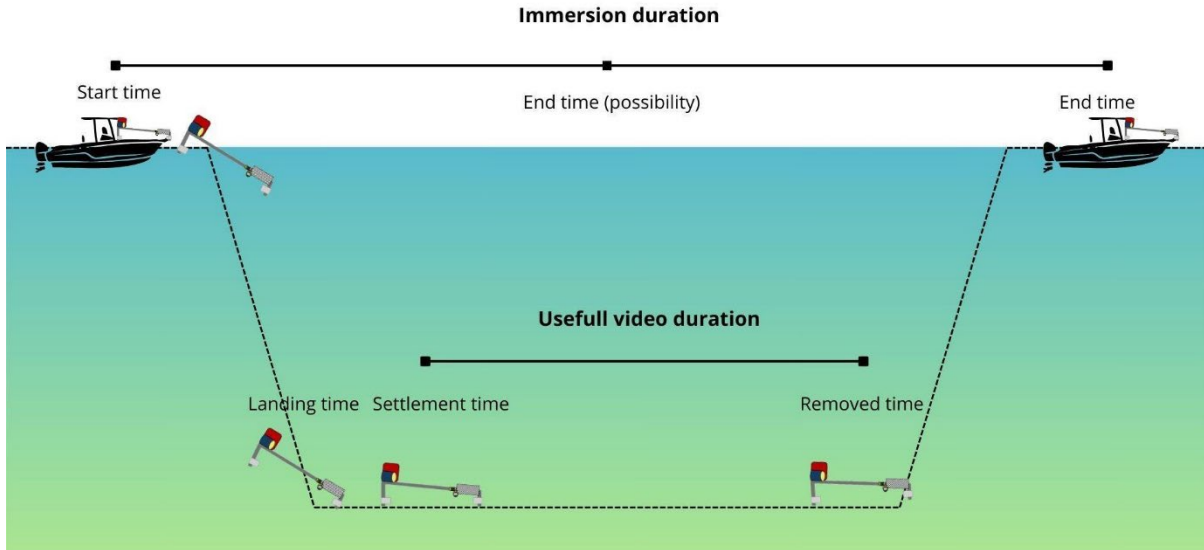 Immersion duration
Start time
End time (possibility)
End time
Usefull video duration
Landing time
Settlement time
Removed time